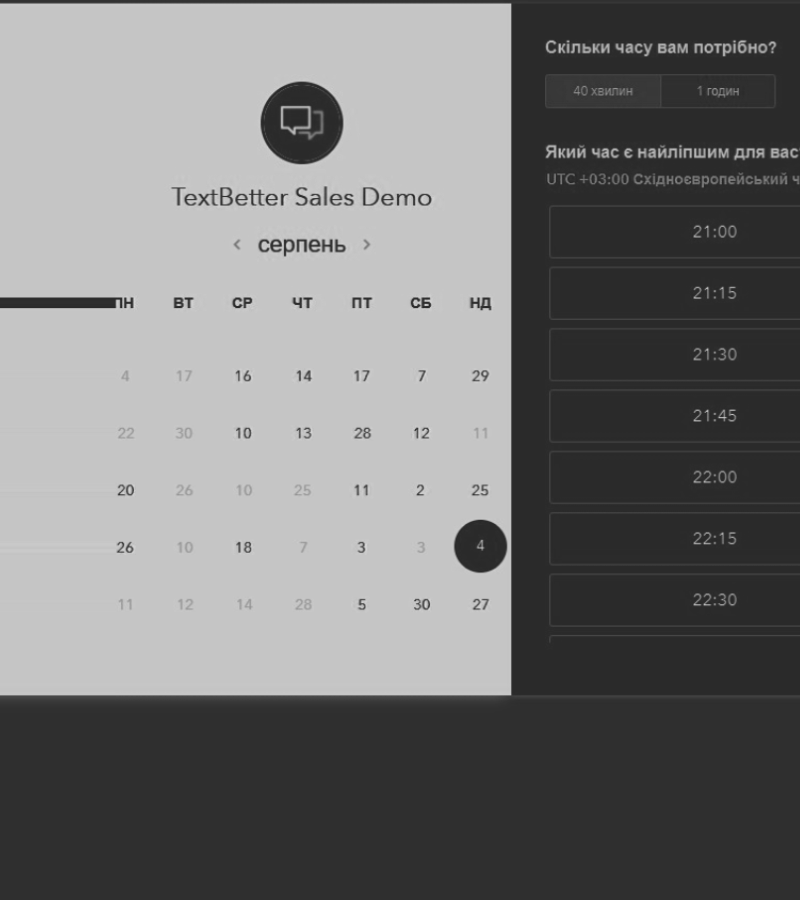 TextBetter Sales Demo
серпень
ПН ВТ СР ЧТ ПТ СБ НД
4 17 16 14 17 7 29
22 30 10 13 28 12 11
20 26 10 25 11 2 25
26 10 18 7 3 3 4
11 12 14 28 5 30 27
Скільки часу вам потрібно?
40 хвилин 1 годин
Який час є найліпшим для вас
UTC +03:00 Східноєвропейський ч
21:00
21:15
21:30
21:45
22:00
22:15
22:30